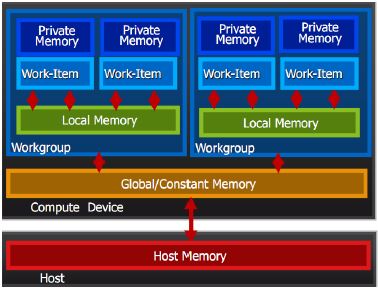 Private Memory
Private Memory
Private Memory
Private Memory
Work-Item
Work-Item
Work-Item
Work-Item
Local Memory
Local Memory
Workgroup
Workgroup
Global/Constant Memory
Compute Device
Host Memory
Host